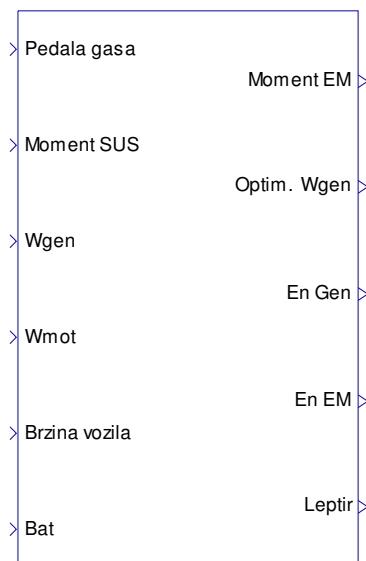 Pedala gasa
Moment EM
Moment SUS
Optim. Wgen
Wgen
En Gen
Wmot
En EM
Brzina vozila
Leptir
Bat